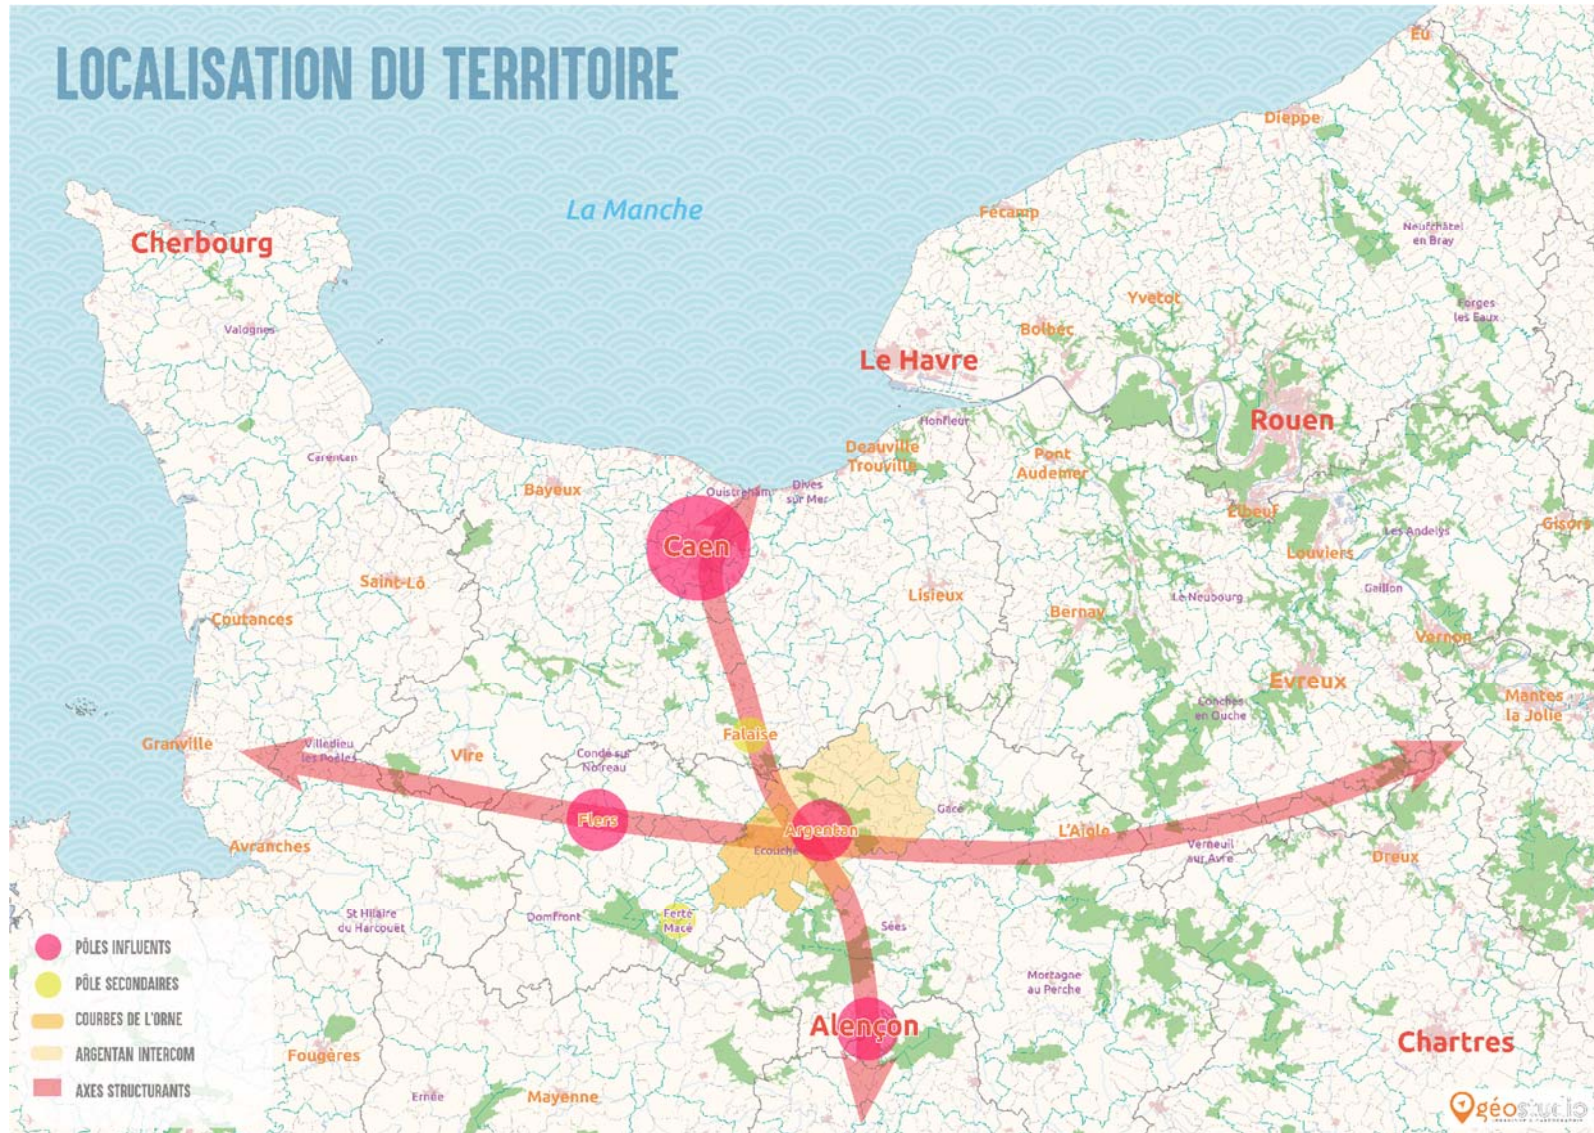 LOCALISATION DU TERRITOIRE
Eu
Dieppe
La Manche
Fécamp
Cherbourg
Neufchâtel
en Bray
Yvetot
Forges
les Eaux
Valognes
Bolbec
Le Havre
Rouen
Honfleur
Deauville
Trouville
Pont
Audemer
Carentan
Bayeux
Ouistreham
Dives
sur Mer
Elbeuf
Gisors
Les Andelys
Caen
Louviers
Saint-Lô
Lisieux
Le Neubourg
Gaillon
Bernay
Coutances
Vernon
Evreux
Mantes
la Jolie
Conches
en Ouche
Granville
Villedieu
les Poëles
Vire
Condé sur
Noireau
Falaise
Gacé
Flers
Argentan
L'Aigle
Ecouché
Verneuil
sur Avre
Dreux
Avranches
St Hilaire
du Harcouët
Domfront
Ferté
Macé
Sées
Mortagne
au Perche
Alençon
Chartres
Fougères
Ernée
Mayenne
PÔLES INFLUENTS
PÔLE SECONDAIRES
COURBES DE L'ORNE
ARGENTAN INTERCOM
AXES STRUCTURANTS
géostudio